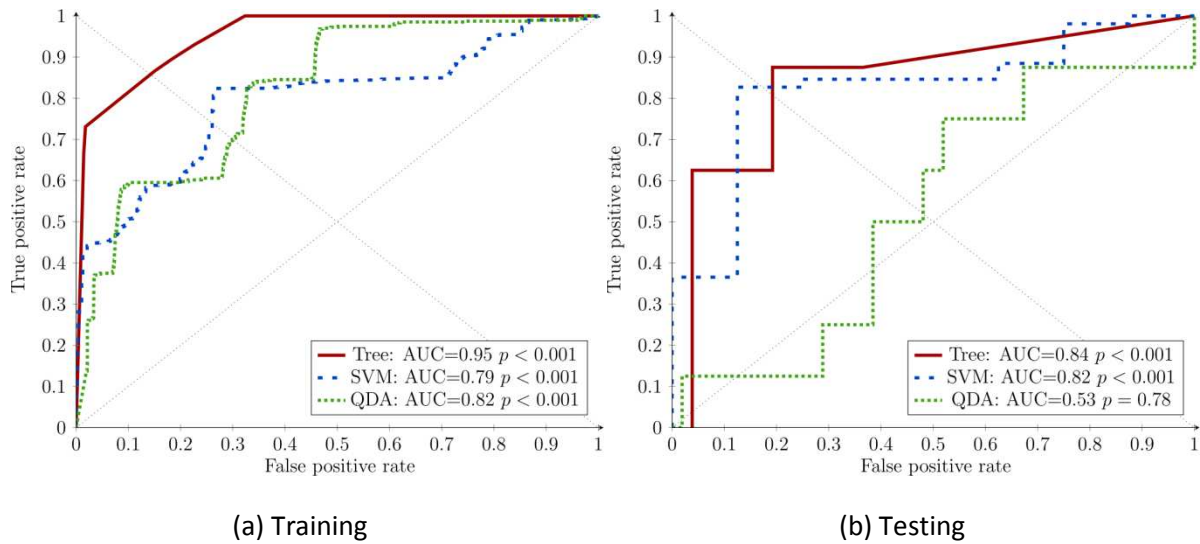 1
0.9
0.8
0.7
0.6
0.5
0.4
0.3
0.2
0.1
0
True positive rate
0 0.1 0.2 0.3 0.4 0.5 0.6 0.7 0.8 0.9 1
False positive rate
Tree: AUC=0.95 p < 0.001
SVM: AUC=0.79 p < 0.001
QDA: AUC=0.82 p < 0.001
(a) Training
1
0.9
0.8
0.7
0.6
0.5
0.4
0.3
0.2
0.1
0
True positive rate
0 0.1 0.2 0.3 0.4 0.5 0.6 0.7 0.8 0.9 1
False positive rate
Tree: AUC=0.84 p < 0.001
SVM: AUC=0.82 p < 0.001
QDA: AUC=0.53 p = 0.78
(b) Testing